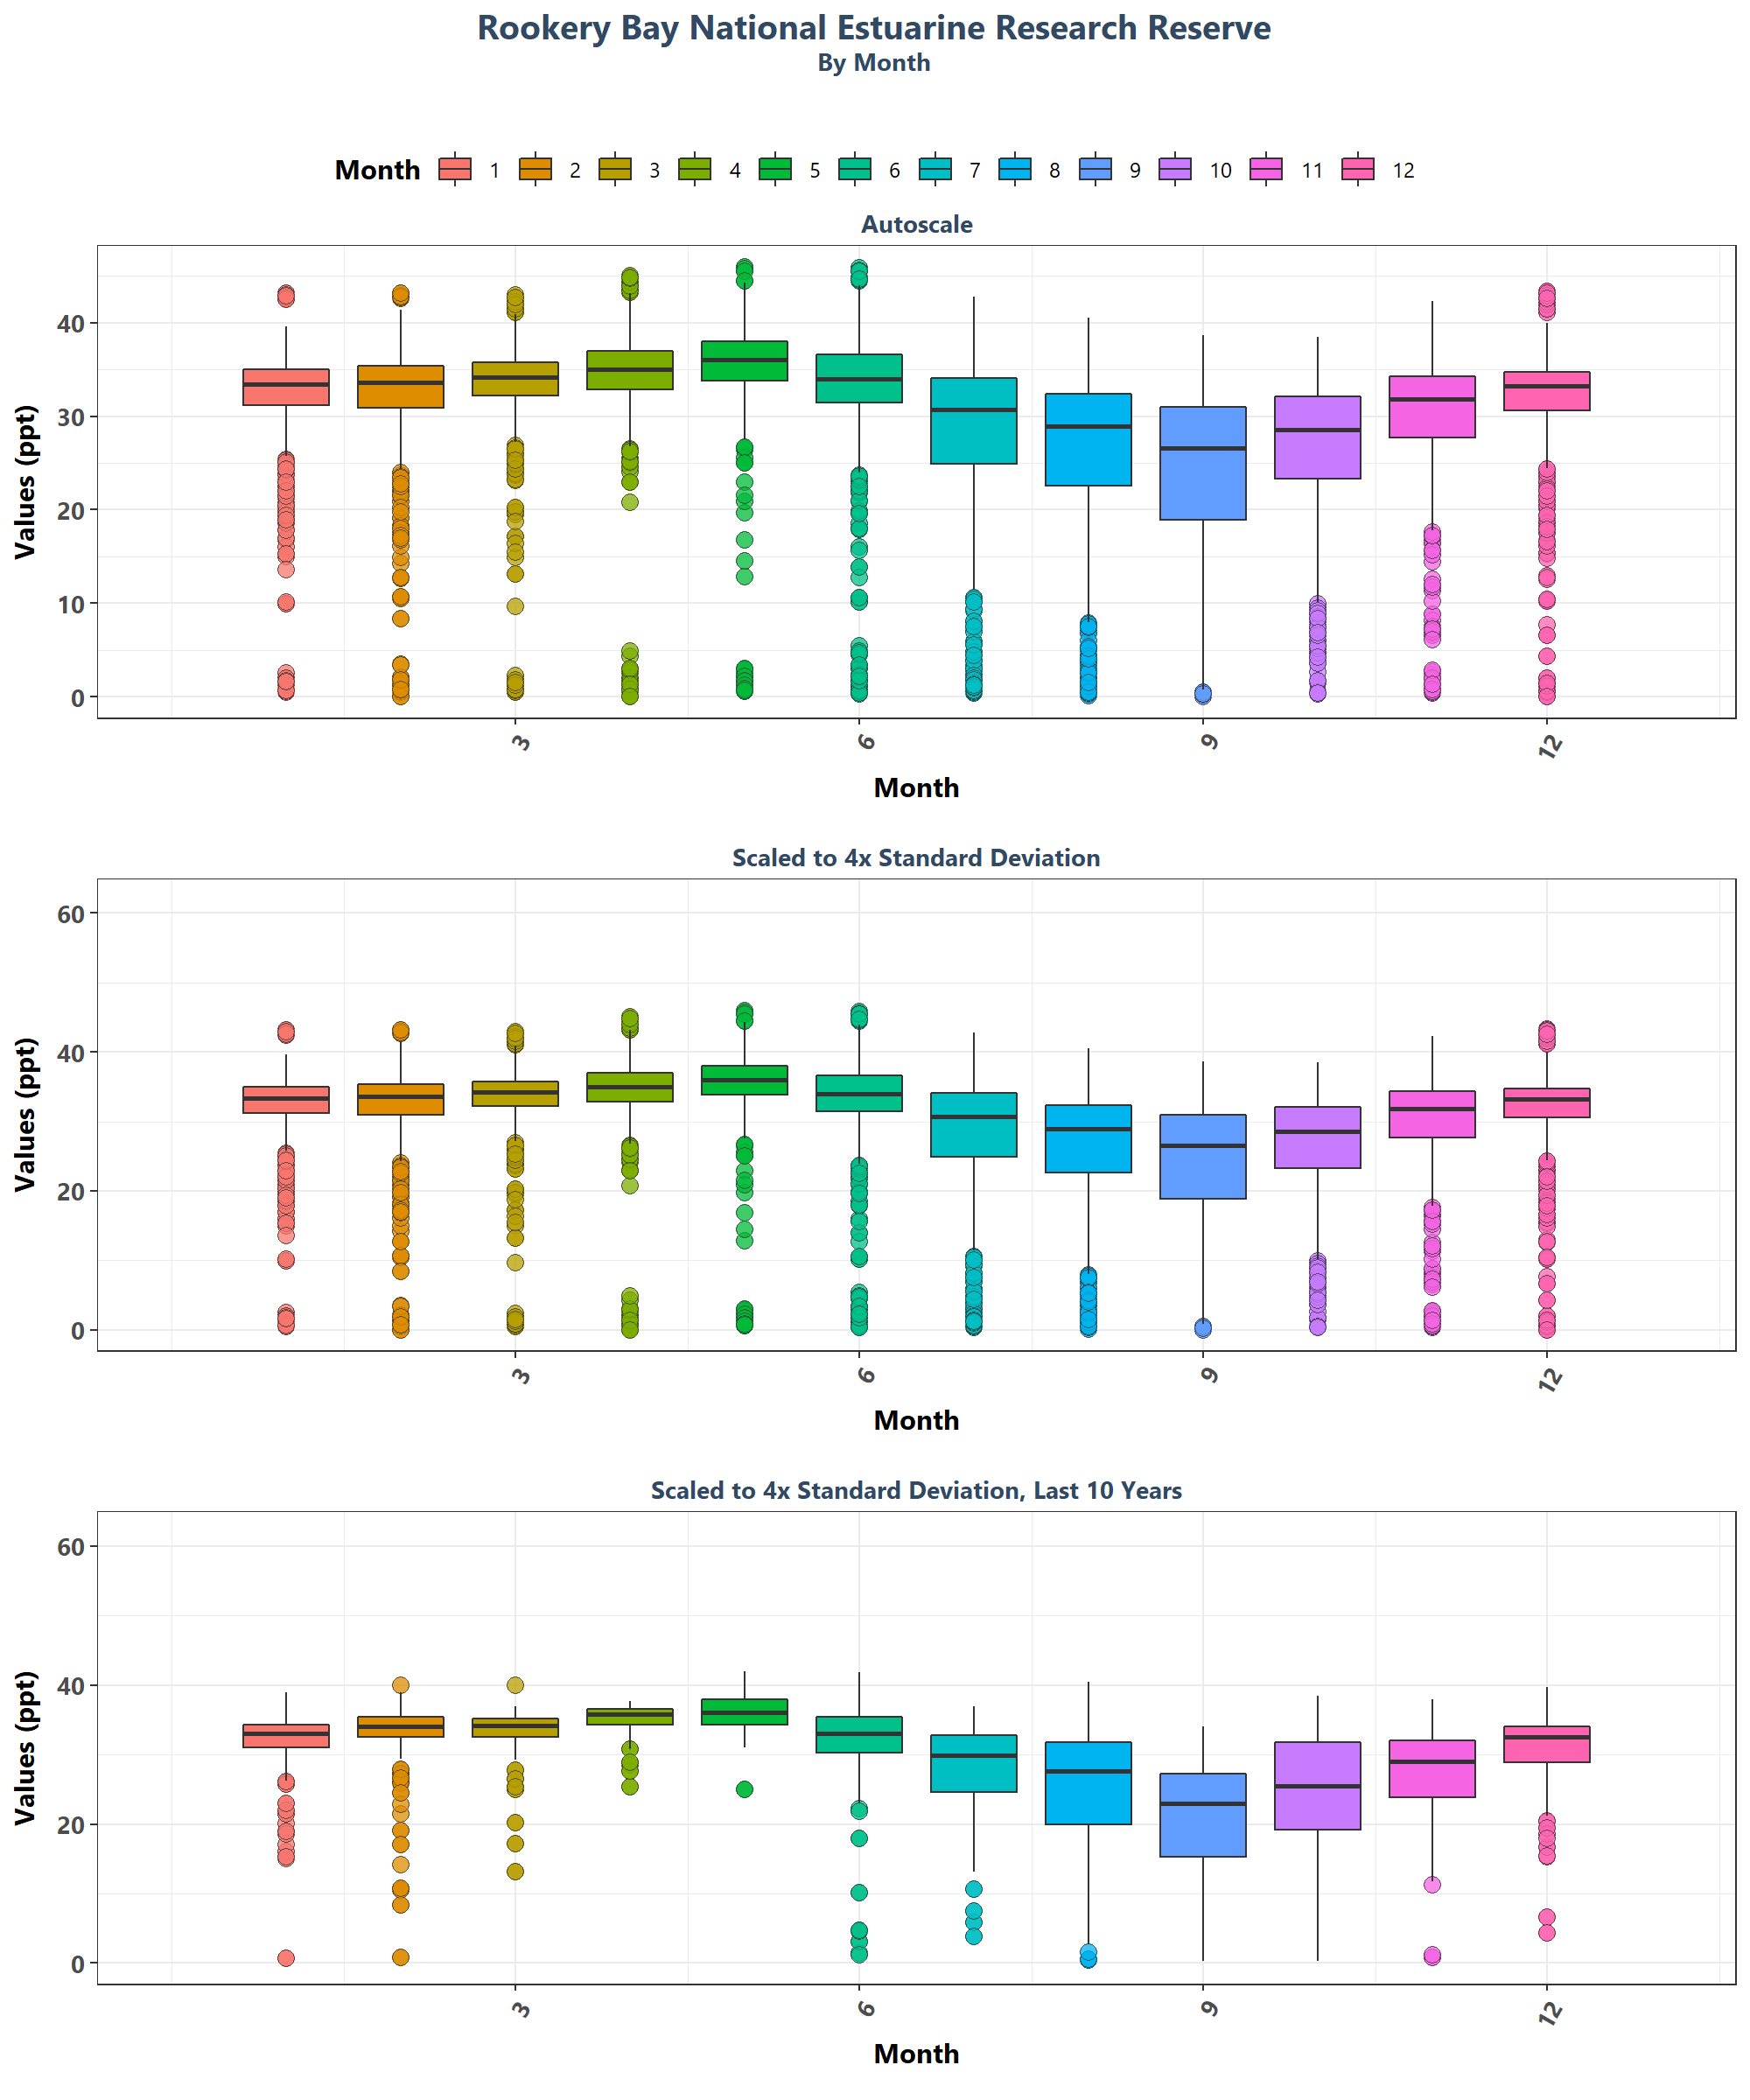 Rookery Bay National Estuarine Research Reserve
By Month
Month 1 2 3 4 5 6 7 8 9 10 11 12
Autoscale
Values (ppt)
40
30
20
10
0
3 6 9 12
Month
Scaled to 4x Standard Deviation
Values (ppt)
60
40
20
0
3 6 9 12
Month
Scaled to 4x Standard Deviation, Last 10 Years
Values (ppt)
60
40
20
0
3 6 9 12
Month